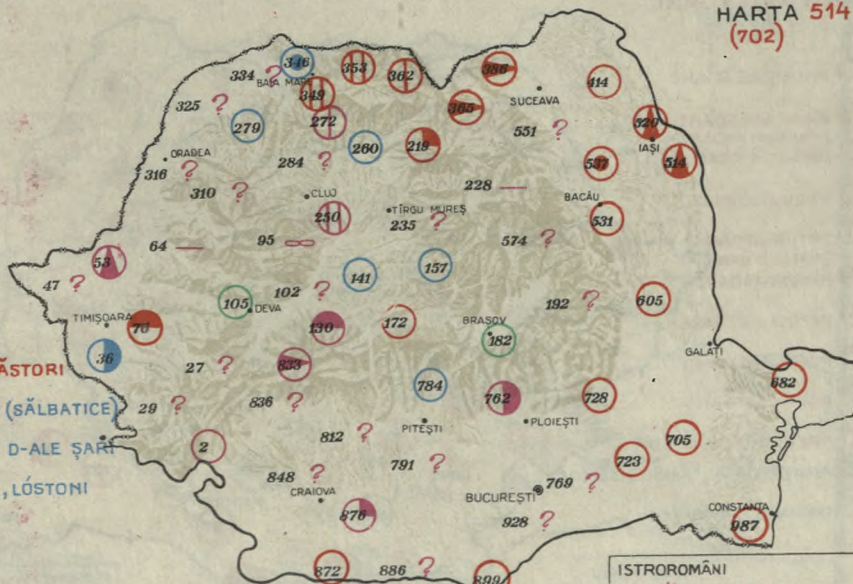 HARTA 514
(702)
334 ? 346 353 362 386 414
BAIA MARE
SUCEAVA
325 ? 349 365
279 272 260 219 551 ? 520
IAȘI
ORADEA
316 ? 284 ? 537 514
310 ? 228
CLUJ
BACĂU
TÎRGU MUREȘ
250 235 ? 531
64 95 574 ?
53
47 ? 141 157
105 102 ? 192 ? 605
DEVA
TIMIȘOARA
70 130 172 BRAȘOV
182
GALAȚI
36
ĂSTORI 27 ? 833 682
784 762 728
(SĂLBATICE) 29 ? 836 ?
PITEȘTI PLOIEȘTI
D-ALE ȘARI 2 812 ? 705
791 ? 723
848 ? 769 ?
, LÓSTONI
CRAIOVA BUCUREȘTI
876 928 ? CONSTANȚA
987
872 886 ? 899
ISTROROMÂNI